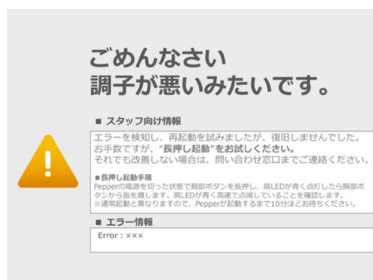 ごめんなさい
調子が悪いみたいです。
■ スタッフ向け情報
エラーを検知し、再起動を試みましたが、復旧しませんでした。
お手数ですが、“長押し起動”をお試しください。
それでも改善しない場合は、問い合わせ窓口までご連絡ください。
■長押し起動手順
Pepperの電源を切った状態で胸部ボタンを長押し、肩LEDが青く点灯したら胸部ボ
タンから指を離します。肩LEDが青く高速で点滅していることを確認します。
※通常起動と異なりますので、Pepperが起動するまで10分ほどお待ちください。
■ エラー情報
Error：×××